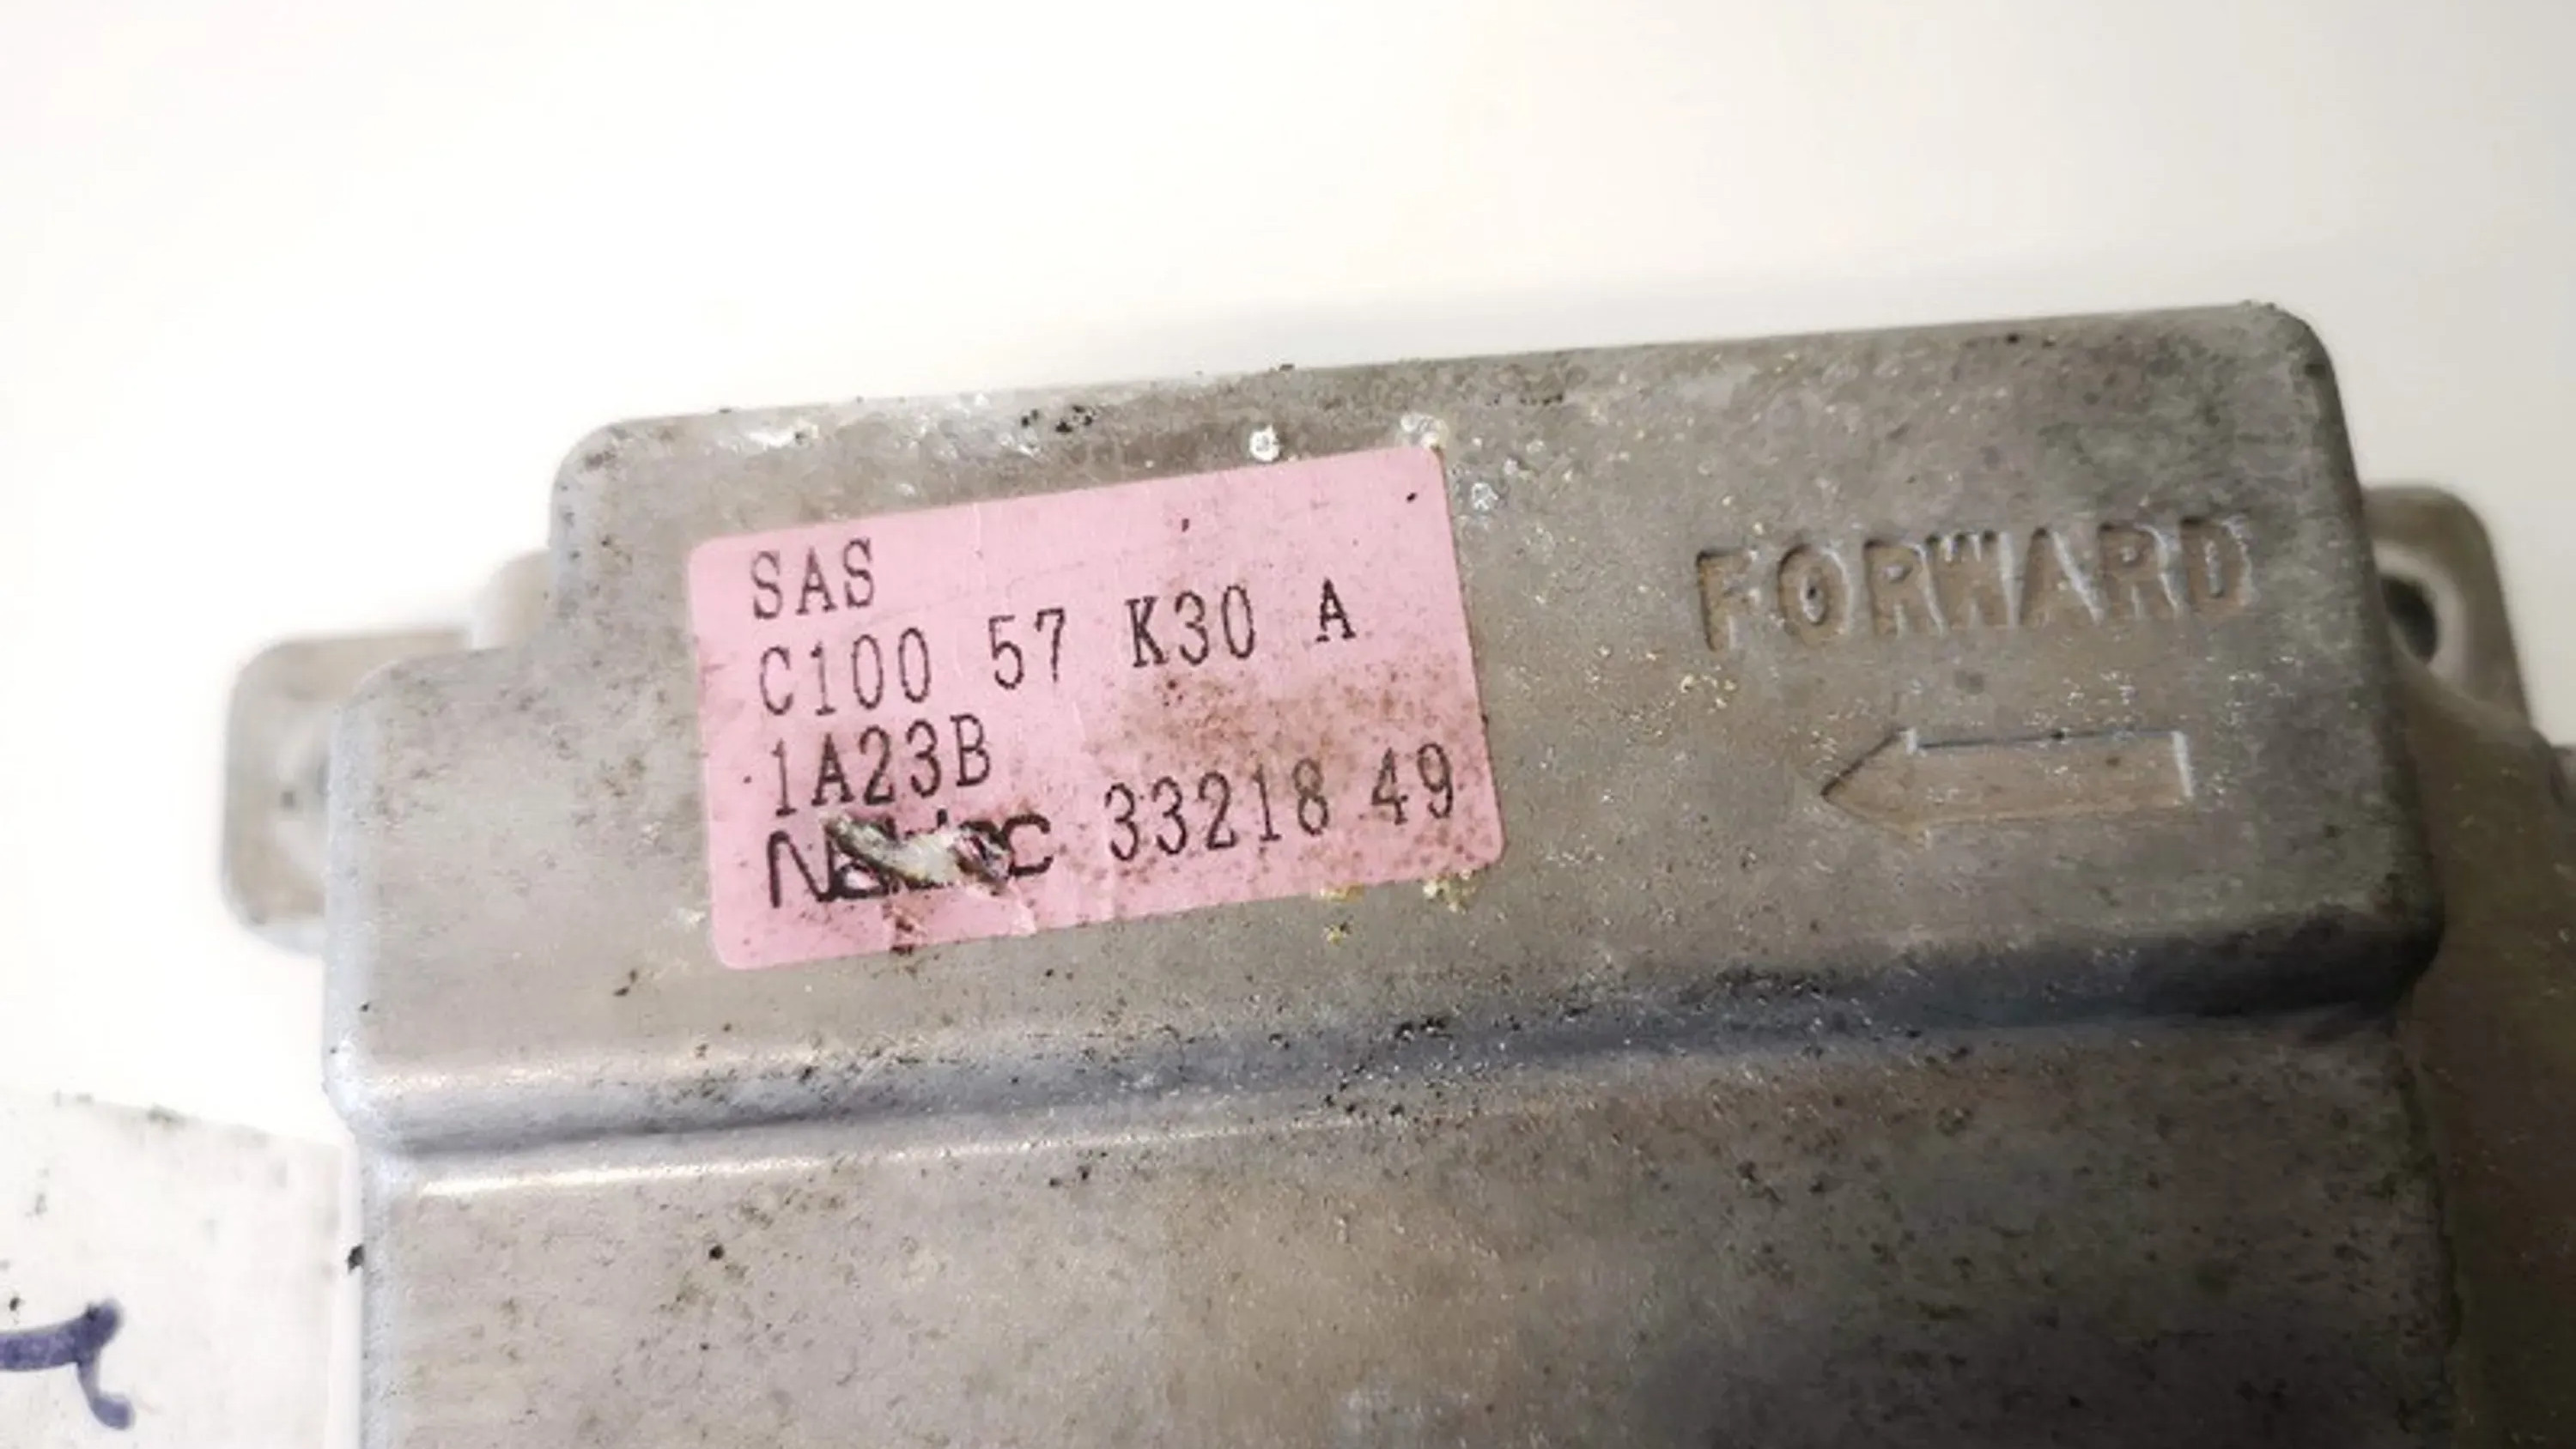 SAS
C100 57 K30 A
1A23B
33218 49
FORWARD